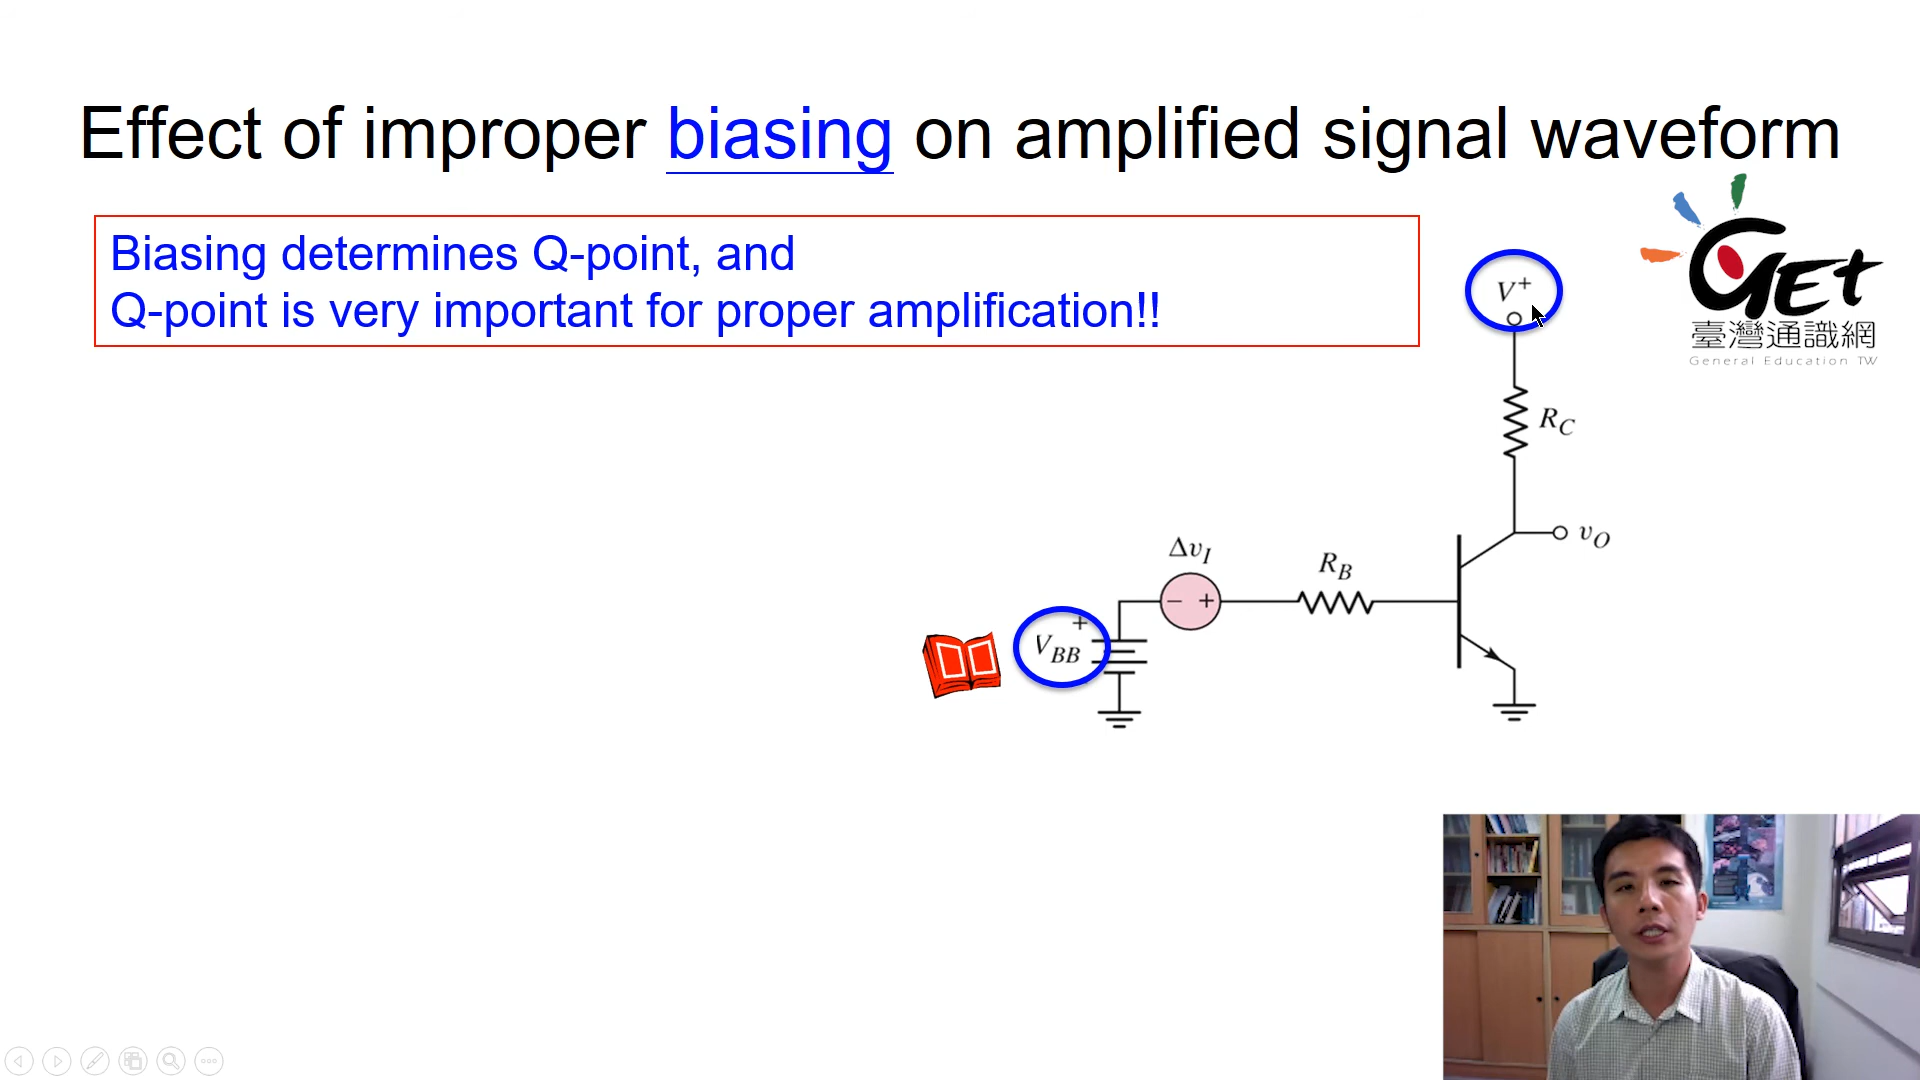 Effect of improper biasing on amplified signal waveform
Biasing determines Q-point, and
Q-point is very important for proper amplification!!
V+
GEt
臺灣通識網
General Education TW
RC
vO
ΔvI
RB
− +
+
VBB